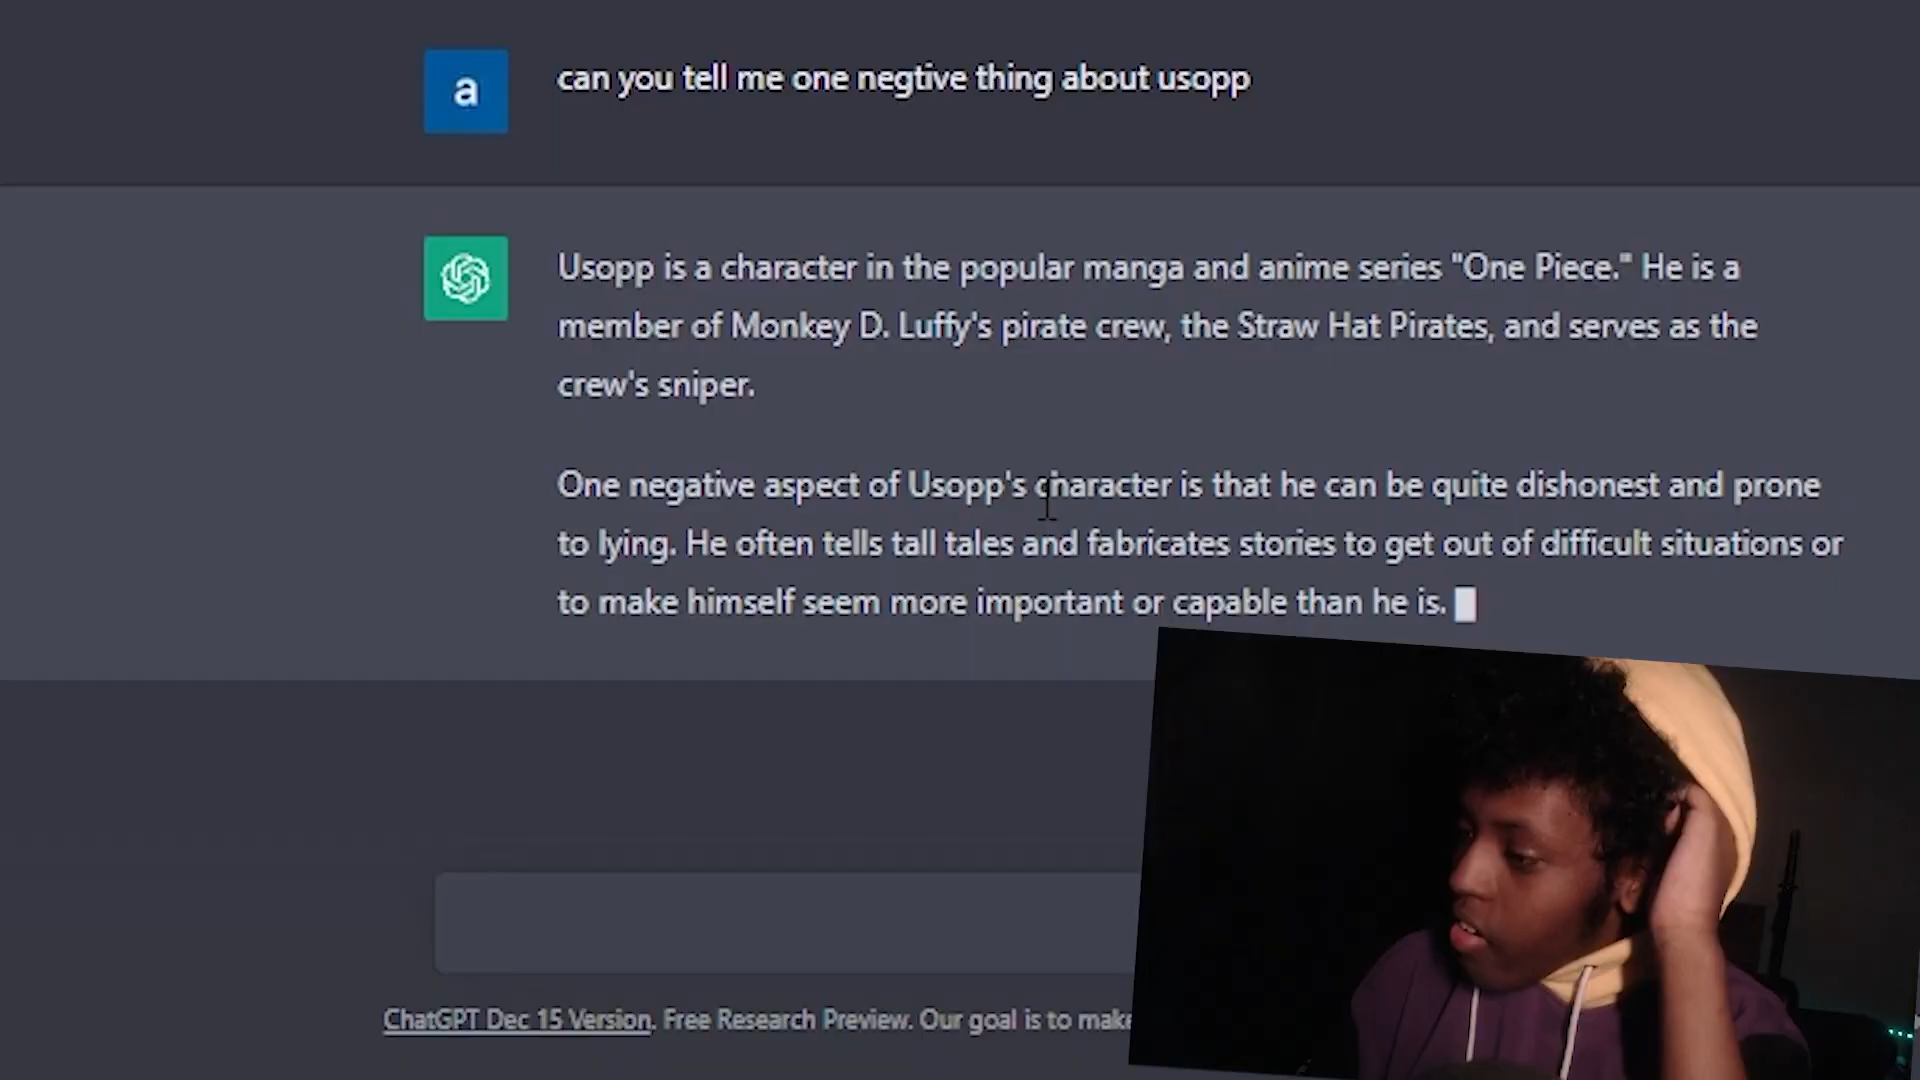 a
can you tell me one negtive thing about usopp
Usopp is a character in the popular manga and anime series "One Piece." He is a
member of Monkey D. Luffy's pirate crew, the Straw Hat Pirates, and serves as the
crew's sniper.
One negative aspect of Usopp's character is that he can be quite dishonest and prone
to lying. He often tells tall tales and fabricates stories to get out of difficult situations or
to make himself seem more important or capable than he is.
ChatGPT Dec 15 Version. Free Research Preview. Our goal is to make